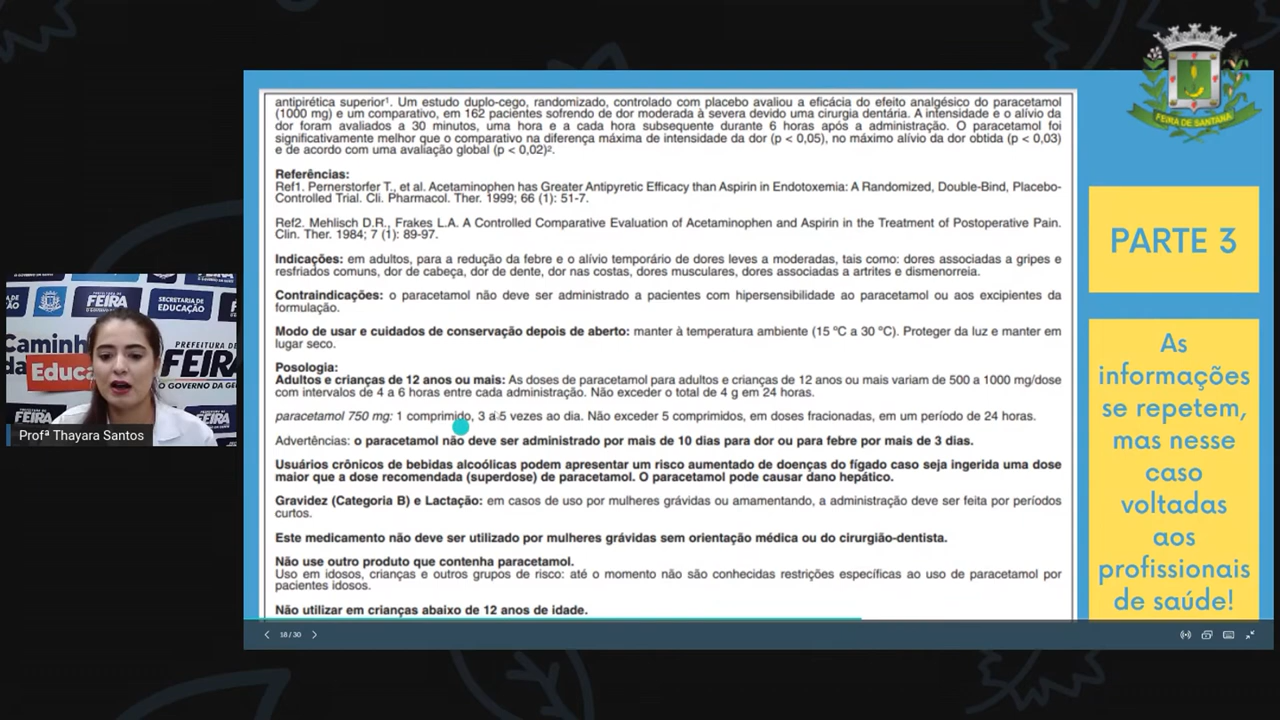 antipirética superior¹. Um estudo duplo-cego, randomizado, controlado com placebo avaliou a eficácia do efeito analgésico do paracetamol
(1000 mg) e um comparativo, em 162 pacientes sofrendo de dor moderada à severa devido uma cirurgia dentária. A intensidade e o alívio da
dor foram avaliados a 30 minutos, uma hora e a cada hora subsequente durante 6 horas após a administração. O paracetamol foi
significativamente melhor que o comparativo na diferença máxima de intensidade da dor (p < 0,05), no máximo alívio da dor obtida (p < 0,03)
e de acordo com uma avaliação global (p < 0,02)².
Referências:
Ref1. Pernerstorfer T., et al. Acetaminophen has Greater Antipyretic Efficacy than Aspirin in Endotoxemia: A Randomized, Double-Bind, Placebo-
Controlled Trial. Cli. Pharmacol. Ther. 1999; 66 (1): 51-7.
Ref2. Mehlisch D.R., Frakes L.A. A Controlled Comparative Evaluation of Acetaminophen and Aspirin in the Treatment of Postoperative Pain.
Clin. Ther. 1984; 7 (1): 89-97.
Indicações: em adultos, para a redução da febre e o alívio temporário de dores leves a moderadas, tais como: dores associadas a gripes e
resfriados comuns, dor de cabeça, dor de dente, dor nas costas, dores musculares, dores associadas a artrites e dismenorreia.
Contraindicações: o paracetamol não deve ser administrado a pacientes com hipersensibilidade ao paracetamol ou aos excipientes da
formulação.
Modo de usar e cuidados de conservação depois de aberto: manter à temperatura ambiente (15 ºC a 30 ºC). Proteger da luz e manter em
lugar seco.
Posologia:
Adultos e crianças de 12 anos ou mais: As doses de paracetamol para adultos e crianças de 12 anos ou mais variam de 500 a 1000 mg/dose
com intervalos de 4 a 6 horas entre cada administração. Não exceder o total de 4 g em 24 horas.
paracetamol 750 mg: 1 comprimido, 3 a 5 vezes ao dia. Não exceder 5 comprimidos, em doses fracionadas, em um período de 24 horas.
Advertências: o paracetamol não deve ser administrado por mais de 10 dias para dor ou para febre por mais de 3 dias.
Usuários crônicos de bebidas alcoólicas podem apresentar um risco aumentado de doenças do fígado caso seja ingerida uma dose
maior que a dose recomendada (superdose) de paracetamol. O paracetamol pode causar dano hepático.
Gravidez (Categoria B) e Lactação: em casos de uso por mulheres grávidas ou amamentando, a administração deve ser feita por períodos
curtos.
Este medicamento não deve ser utilizado por mulheres grávidas sem orientação médica ou do cirurgião-dentista.
Não use outro produto que contenha paracetamol.
Uso em idosos, crianças e outros grupos de risco: até o momento não são conhecidas restrições específicas ao uso de paracetamol por
pacientes idosos.
Não utilizar em crianças abaixo de 12 anos de idade.
18 / 30
FEIRA DE SANTANA
PARTE 3
As
informações
se repetem,
mas nesse
caso
voltadas
aos
profissionais
de saúde!
FEIRA
SECRETARIA DE
EDUCAÇÃO
Caminh
da Educa
PREFEITURA DE
FEIRA
O GOVERNO DA GE
Profª Thayara Santos